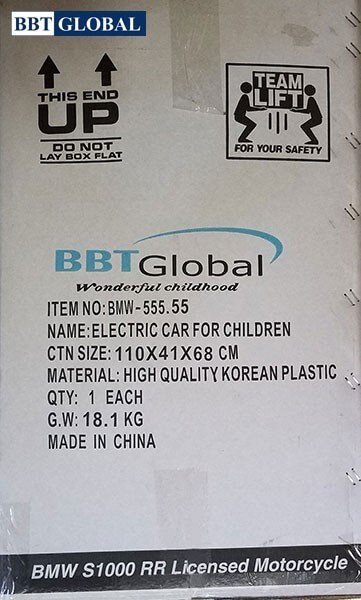 BBT GLOBAL
THIS END
UP
DO NOT
LAY BOX FLAT
TEAM
LIFT
FOR YOUR SAFETY
BBTGlobal
Wonderful childhood
ITEM NO: BMW-555.55
NAME: ELECTRIC CAR FOR CHILDREN
CTN SIZE: 110X41X68 CM
MATERIAL: HIGH QUALITY KOREAN PLASTIC
QTY: 1 EACH
G.W: 18.1 KG
MADE IN CHINA
BMW S1000 RR Licensed Motorcycle